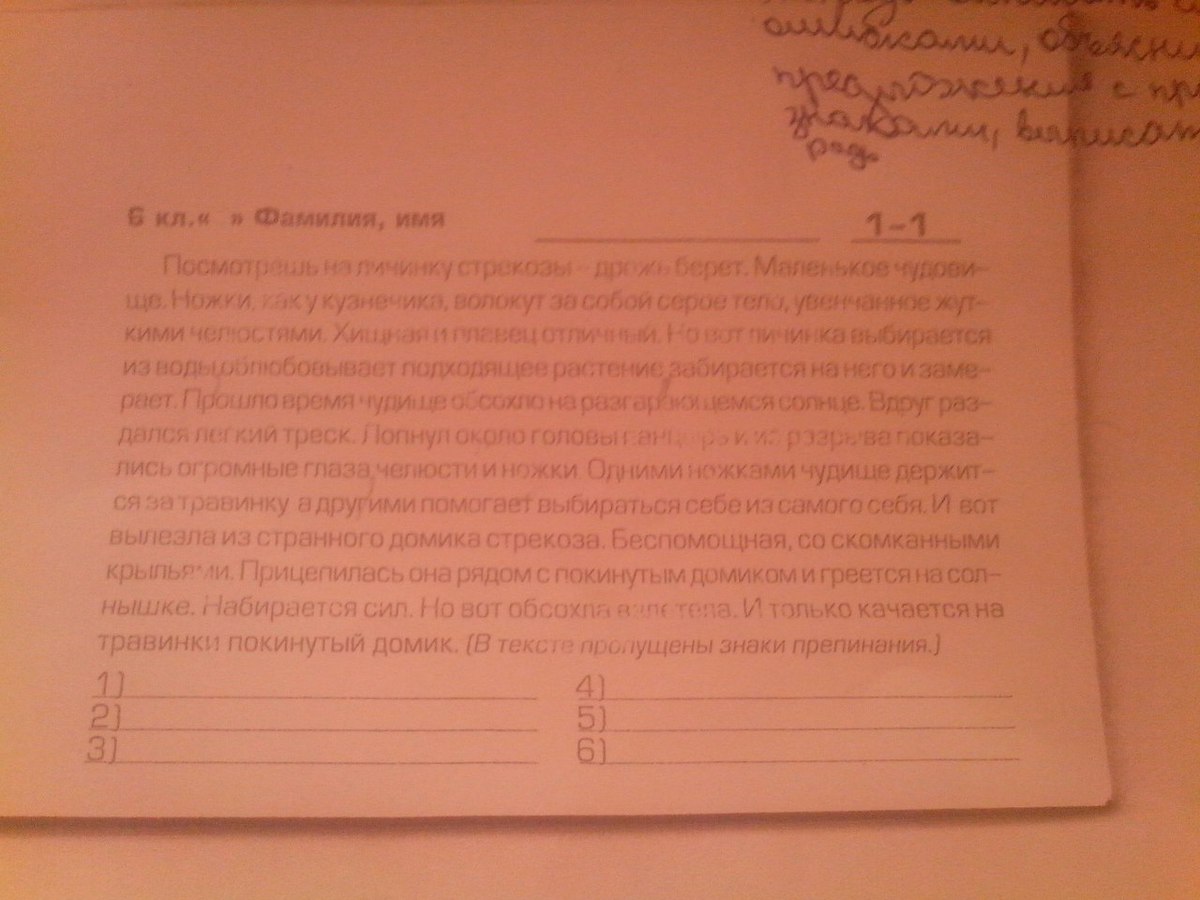 ошибками, объясни
предложения с пр
знаками, выписат
ряд.
6 кл.« » Фамилия, имя 1–1
Посмотришь на личинку стрекозы – дрожь берет. Маленькое чудови–
ще. Ножки, как у кузнечика, волокут за собой серое тело, увенчанное жут–
кими челюстями. Хищная и плавец отличный. Но вот личинка выбирается
из воды, облюбовывает подходящее растение, забирается на него и заме–
рает. Прошло время чудище обсохло на разгарающемся солнце. Вдруг раз–
дался легкий треск. Лопнул около головы панцирь и из разрыва показа–
лись огромные глаза, челюсти и ножки. Одними ножками чудище держит–
ся за травинку а другими помогает выбираться себе из самого себя. И вот
вылезла из странного домика стрекоза. Беспомощная, со скомканными
крыльями. Прицепилась она рядом с покинутым домиком и греется на сол–
нышке. Набирается сил. Но вот обсохла взлетела. И только качается на
травинки покинутый домик. (В тексте пропущены знаки препинания.)
1) 4)
2) 5)
3) 6)